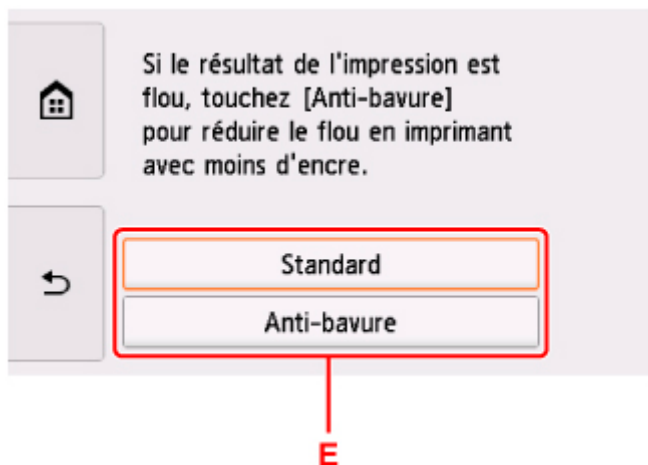 Si le résultat de l'impression est
flou, touchez [Anti-bavure]
pour réduire le flou en imprimant
avec moins d'encre.
Standard
Anti-bavure
E